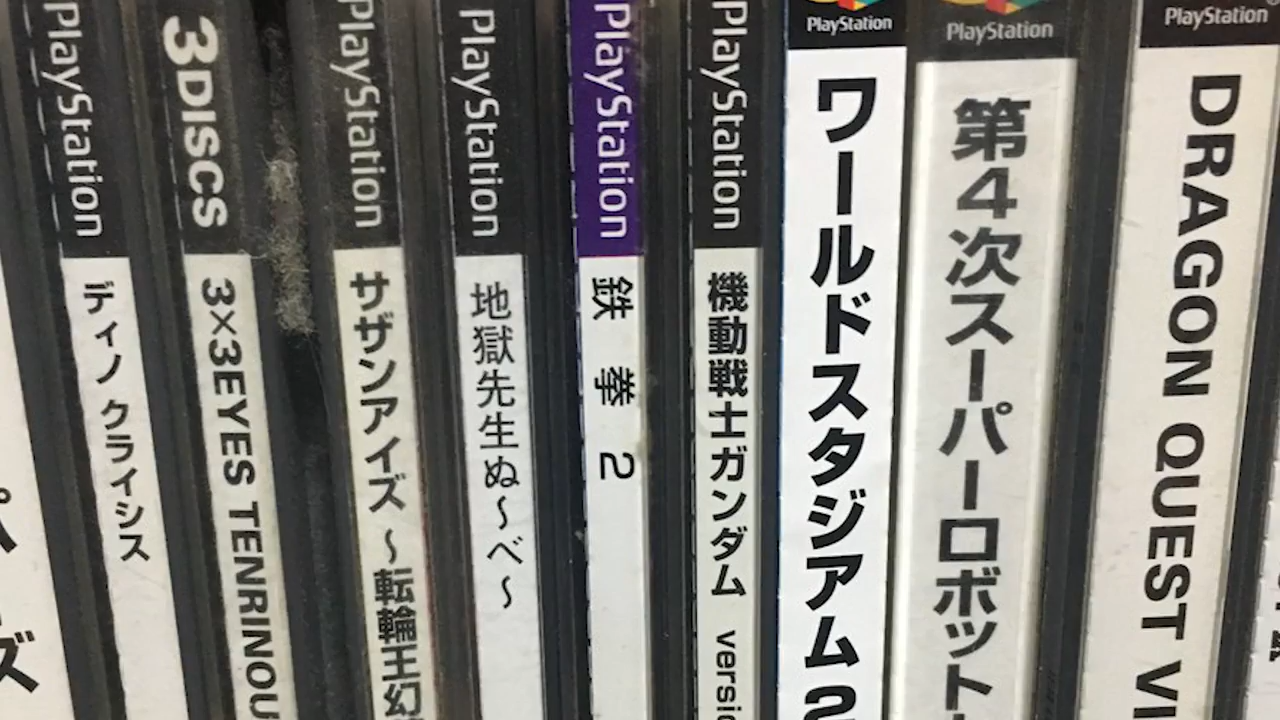 PlayStation
ディノ クライシス
3DISCS
3×3EYES TENRINOU
PlayStation
サザンアイズ ～転輪王幻
PlayStation
地獄先生ぬ～べ～
PlayStation
鉄 拳 2
PlayStation
機動戦士ガンダム versio
PlayStation
ワールドスタジアム 2
PlayStation
第4次スーパーロボット
PlayStation
DRAGON QUEST VI